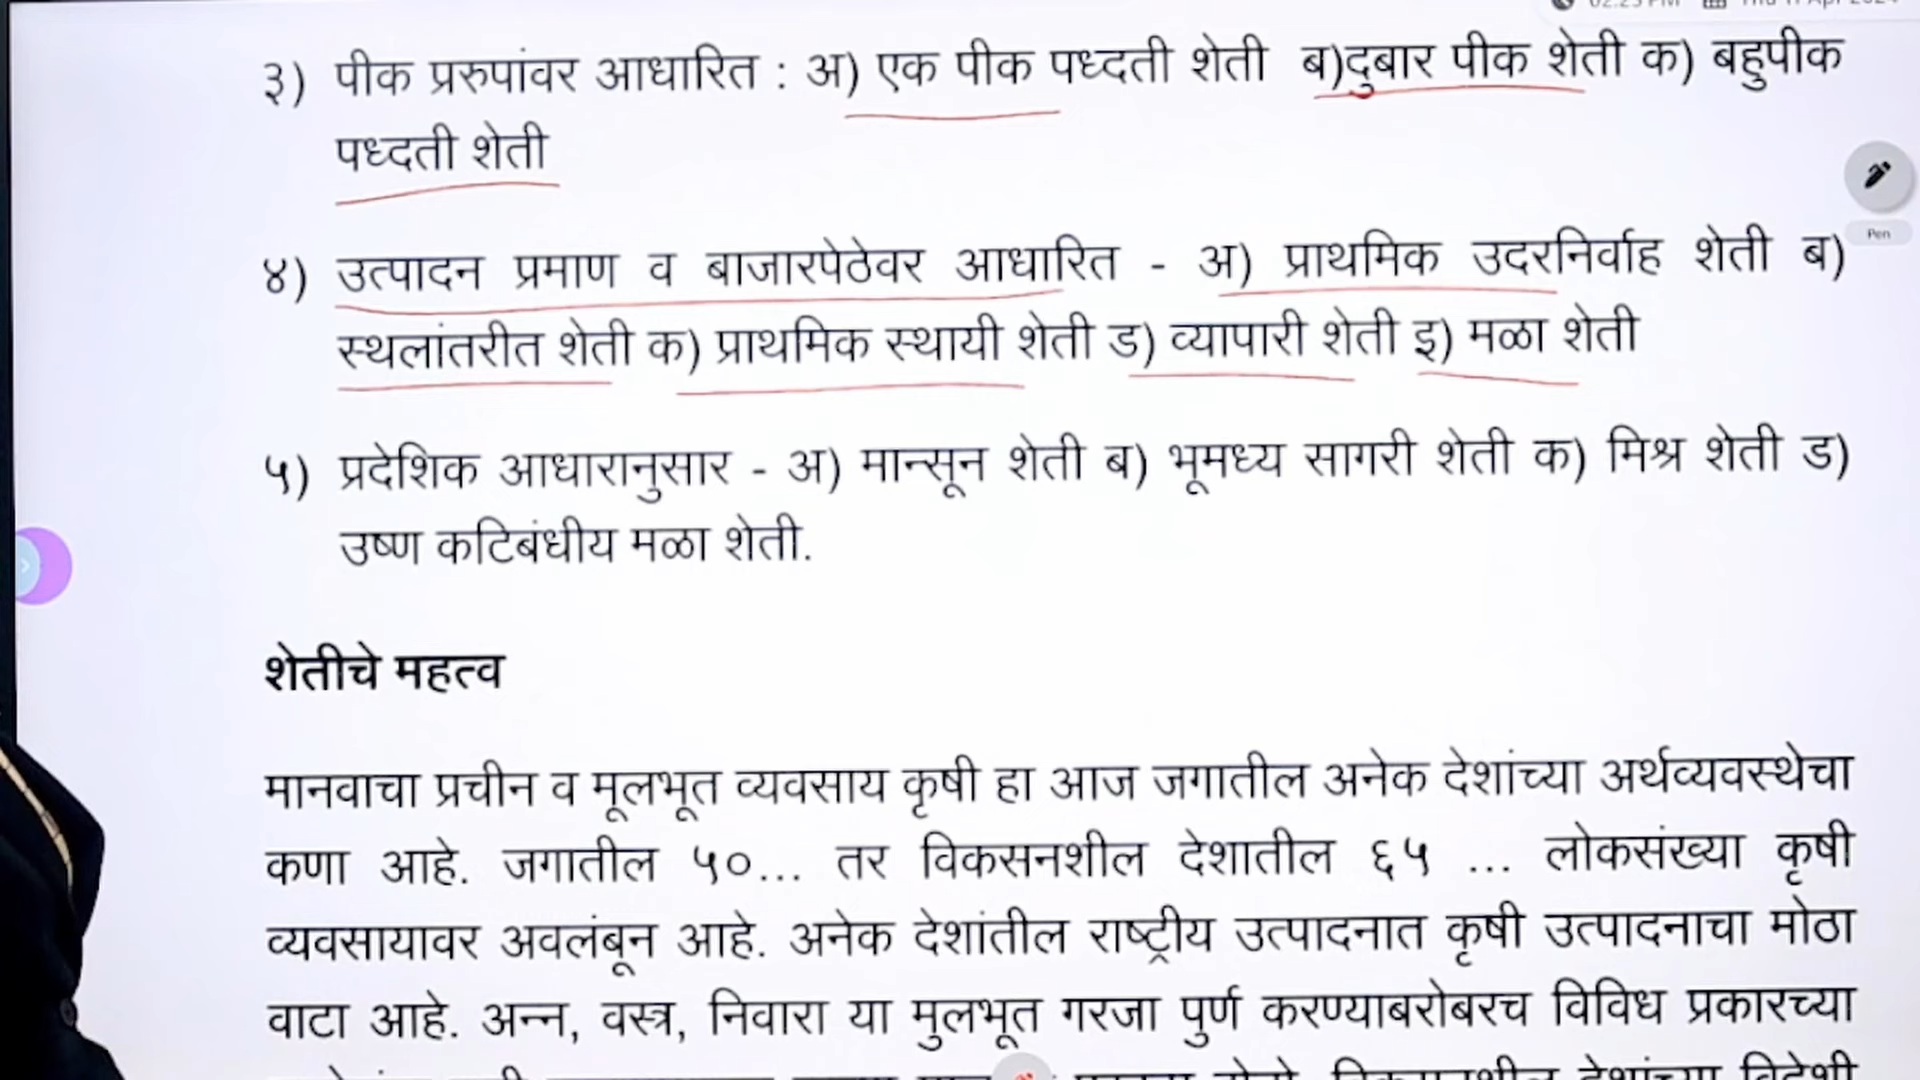 ३) पीक प्ररुपांवर आधारित : अ) एक पीक पध्दती शेती ब)दुबार पीक शेती क) बहुपीक
पध्दती शेती
Pen
४) उत्पादन प्रमाण व बाजारपेठेवर आधारित - अ) प्राथमिक उदरनिर्वाह शेती ब)
स्थलांतरीत शेती क) प्राथमिक स्थायी शेती ड) व्यापारी शेती इ) मळा शेती
५) प्रदेशिक आधारानुसार - अ) मान्सून शेती ब) भूमध्य सागरी शेती क) मिश्र शेती ड)
उष्ण कटिबंधीय मळा शेती.
शेतीचे महत्व
मानवाचा प्रचीन व मूलभूत व्यवसाय कृषी हा आज जगातील अनेक देशांच्या अर्थव्यवस्थेचा
कणा आहे. जगातील ५०... तर विकसनशील देशातील ६५ ... लोकसंख्या कृषी
व्यवसायावर अवलंबून आहे. अनेक देशांतील राष्ट्रीय उत्पादनात कृषी उत्पादनाचा मोठा
वाटा आहे. अन्न, वस्त्र, निवारा या मुलभूत गरजा पुर्ण करण्याबरोबरच विविध प्रकारच्या